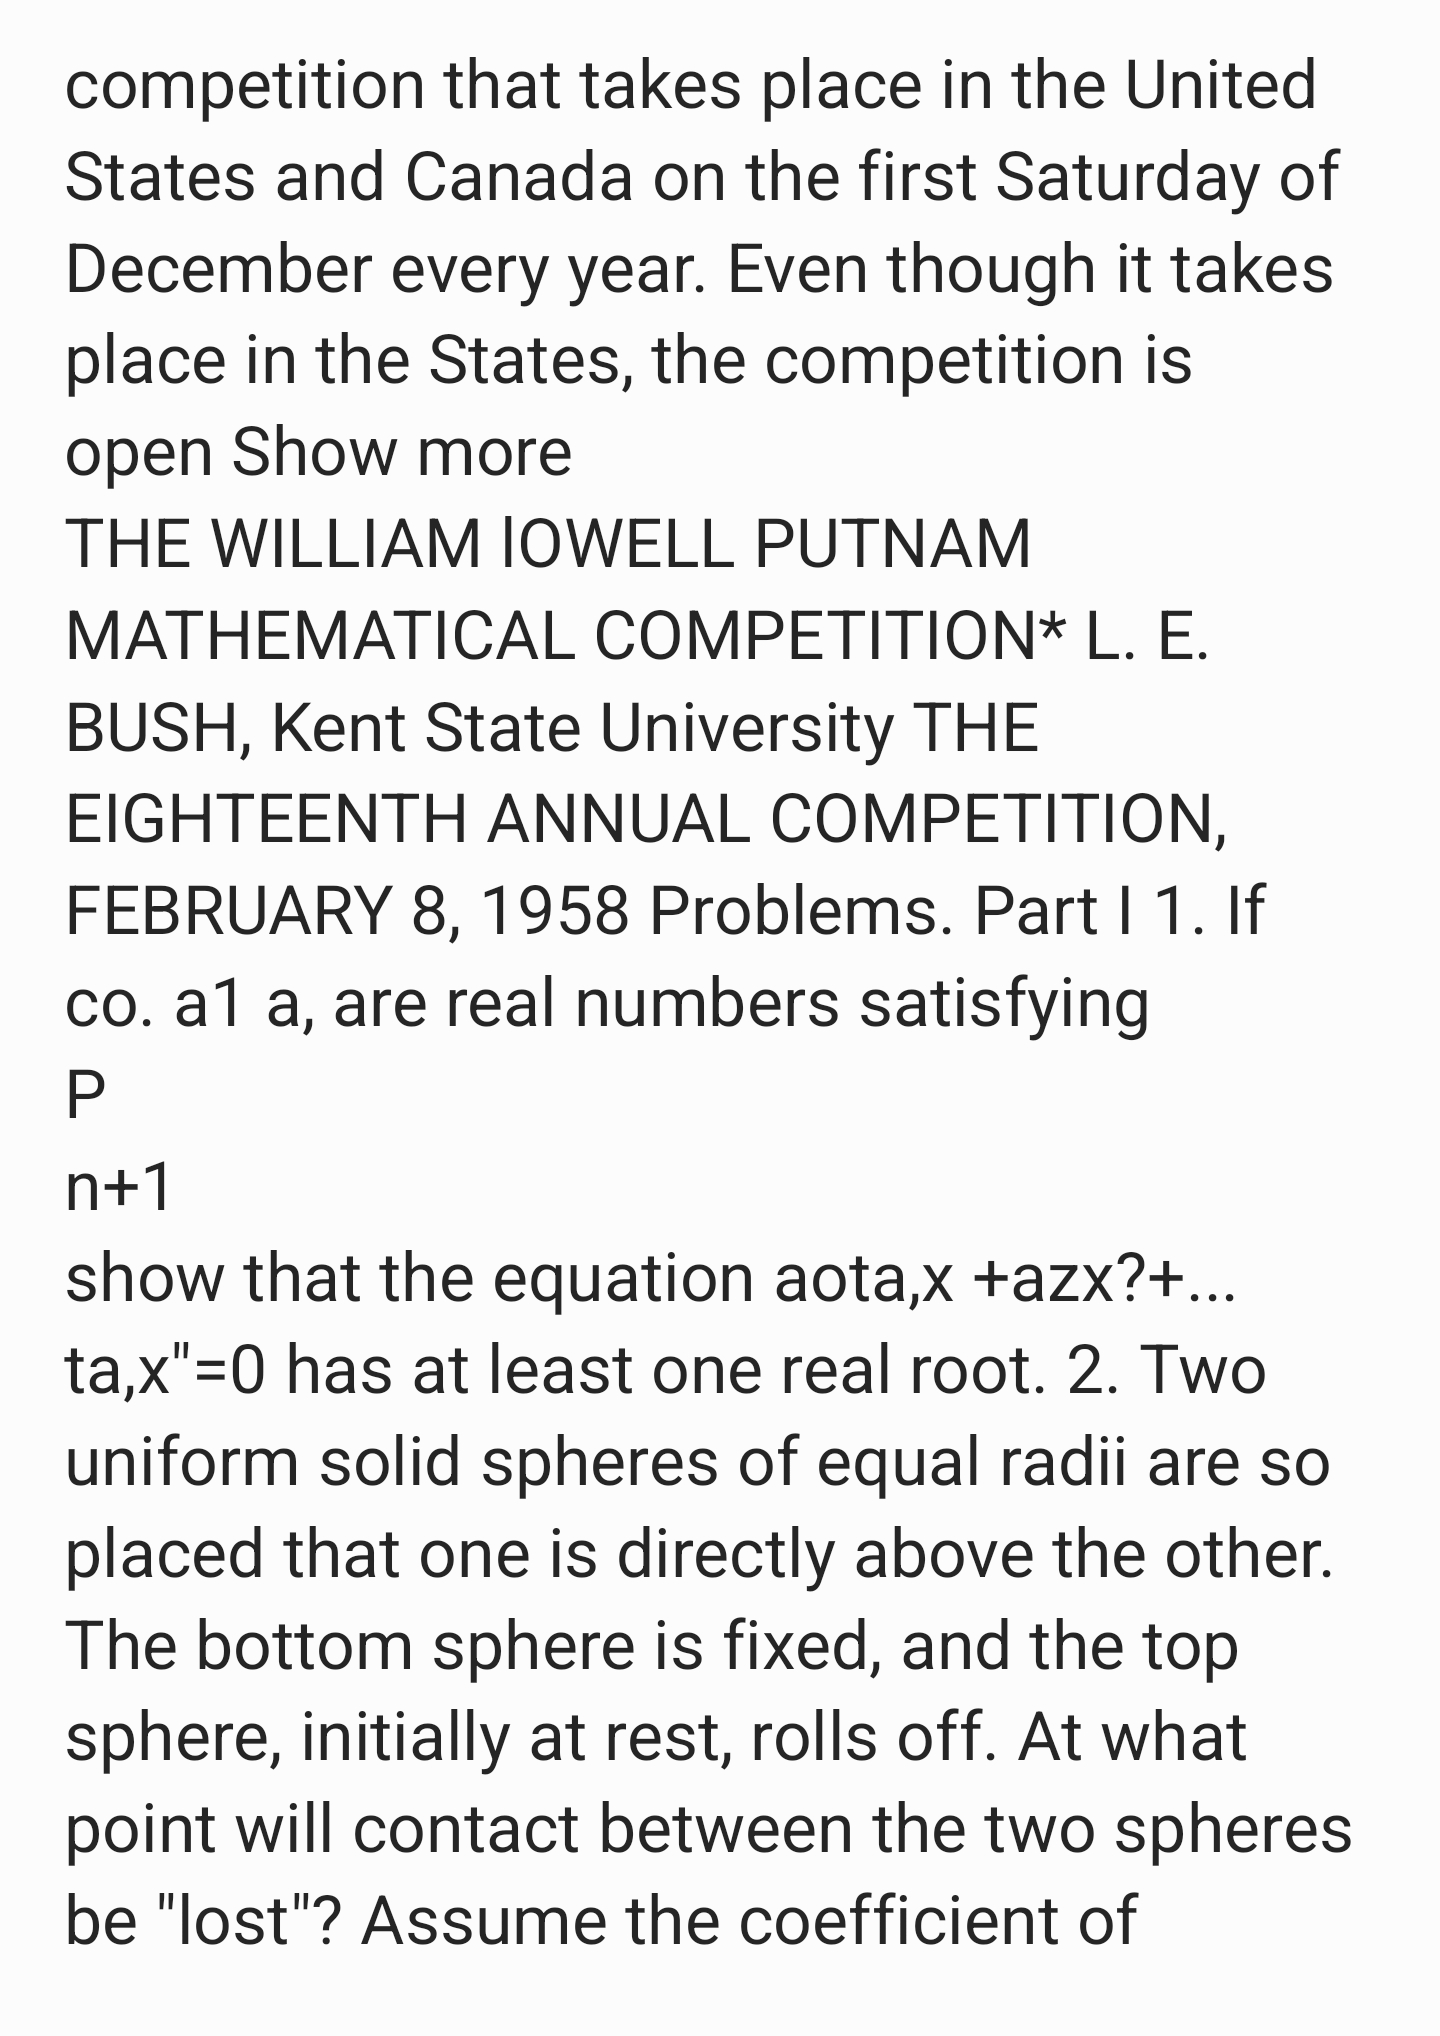 competition that takes place in the United
States and Canada on the first Saturday of
December every year. Even though it takes
place in the States, the competition is
open Show more
THE WILLIAM lOWELL PUTNAM
MATHEMATICAL COMPETITION* L. E.
BUSH, Kent State University THE
EIGHTEENTH ANNUAL COMPETITION,
FEBRUARY 8, 1958 Problems. Part I 1. If
co. a1 a, are real numbers satisfying
P
n+1
show that the equation aota,x +azx?+...
ta,x"=0 has at least one real root. 2. Two
uniform solid spheres of equal radii are so
placed that one is directly above the other.
The bottom sphere is fixed, and the top
sphere, initially at rest, rolls off. At what
point will contact between the two spheres
be "lost"? Assume the coefficient of